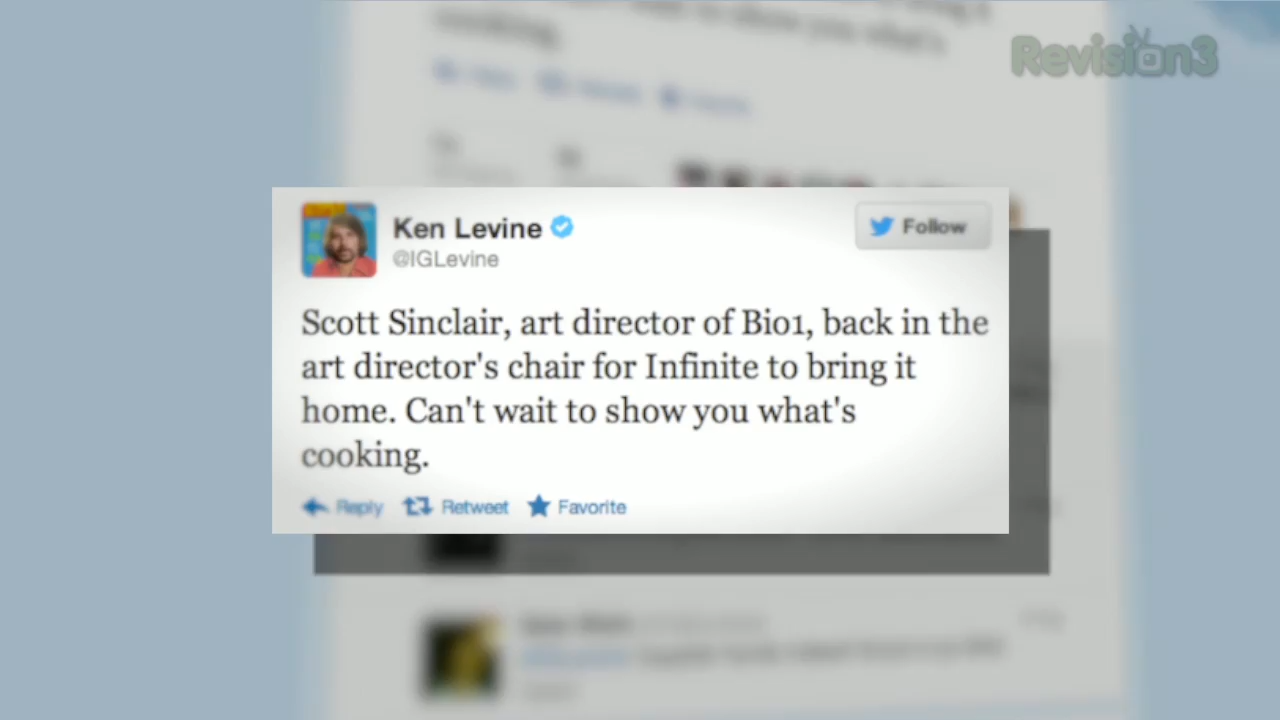 Revision3
Ken Levine
Follow
@IGLevine
Scott Sinclair, art director of Bio1, back in the
art director's chair for Infinite to bring it
home. Can't wait to show you what's
cooking.
Reply Retweet Favorite